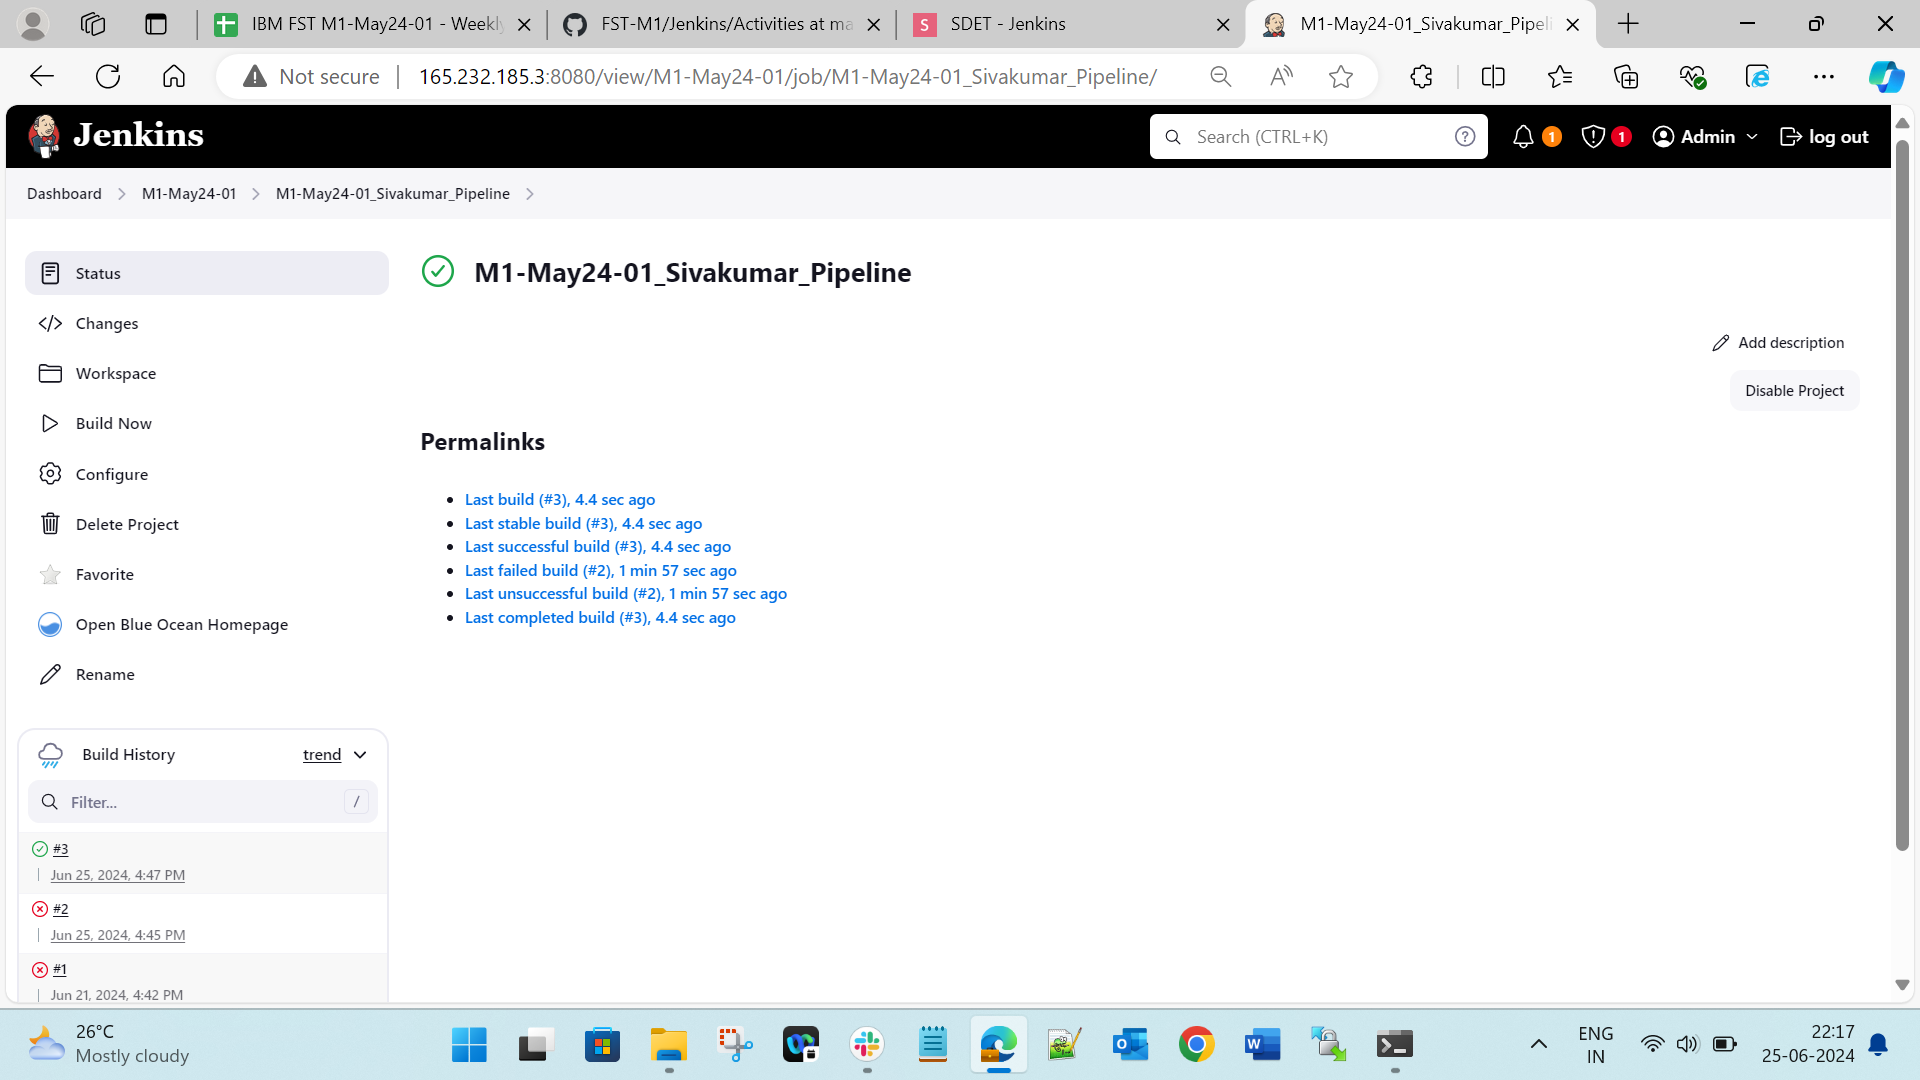 IBM FST M1-May24-01 - Weekly
FST-M1/Jenkins/Activities at ma
SDET - Jenkins
M1-May24-01_Sivakumar_Pipeli
Not secure
165.232.185.3:8080/view/M1-May24-01/job/M1-May24-01_Sivakumar_Pipeline/
Jenkins
Search (CTRL+K)
1
1
Admin
log out
Dashboard
M1-May24-01
M1-May24-01_Sivakumar_Pipeline
Status
Changes
Workspace
Build Now
Configure
Delete Project
Favorite
Open Blue Ocean Homepage
Rename
M1-May24-01_Sivakumar_Pipeline
Add description
Disable Project
Permalinks
Last build (#3), 4.4 sec ago
Last stable build (#3), 4.4 sec ago
Last successful build (#3), 4.4 sec ago
Last failed build (#2), 1 min 57 sec ago
Last unsuccessful build (#2), 1 min 57 sec ago
Last completed build (#3), 4.4 sec ago
Build History
trend
Filter...
/
#3
Jun 25, 2024, 4:47 PM
#2
Jun 25, 2024, 4:45 PM
#1
Jun 21, 2024, 4:42 PM
26°C
Mostly cloudy
ENG
IN
22:17
25-06-2024